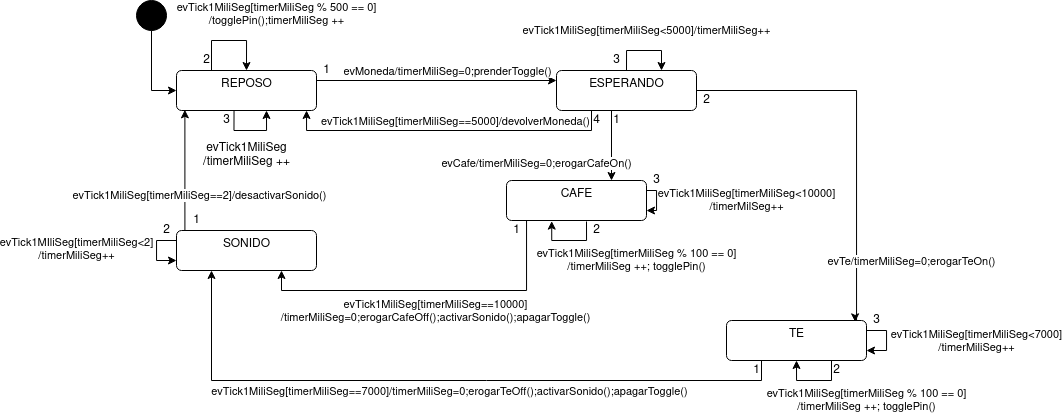 evTick1MiliSeg[timerMiliSeg % 500 == 0]
/togglePin();timerMiliSeg ++
evTick1MiliSeg[timerMiliSeg<5000]/timerMiliSeg++
2
3
REPOSO
1
evMoneda/timerMiliSeg=0;prenderToggle()
ESPERANDO
2
3
evTick1MiliSeg[timerMiliSeg==5000]/devolverMoneda()
4
1
evTick1MiliSeg
/timerMiliSeg ++
evCafe/timerMiliSeg=0;erogarCafeOn()
3
CAFE
evTick1MiliSeg[timerMiliSeg<10000]
/timerMilSeg++
evTick1MiliSeg[timerMiliSeg==2]/desactivarSonido()
1
2
1
2
evTick1MIliSeg[timerMiliSeg<2]
/timerMiliSeg++
SONIDO
evTick1MiliSeg[timerMiliSeg % 100 == 0]
/timerMiliSeg ++; togglePin()
evTe/timerMiliSeg=0;erogarTeOn()
evTick1MiliSeg[timerMiliSeg==10000]
/timerMiliSeg=0;erogarCafeOff();activarSonido();apagarToggle()
3
TE
evTick1MiliSeg[timerMiliSeg<7000]
/timerMiliSeg++
1
2
evTick1MiliSeg[timerMiliSeg==7000]/timerMiliSeg=0;erogarTeOff();activarSonido();apagarToggle()
evTick1MiliSeg[timerMiliSeg % 100 == 0]
/timerMiliSeg ++; togglePin()